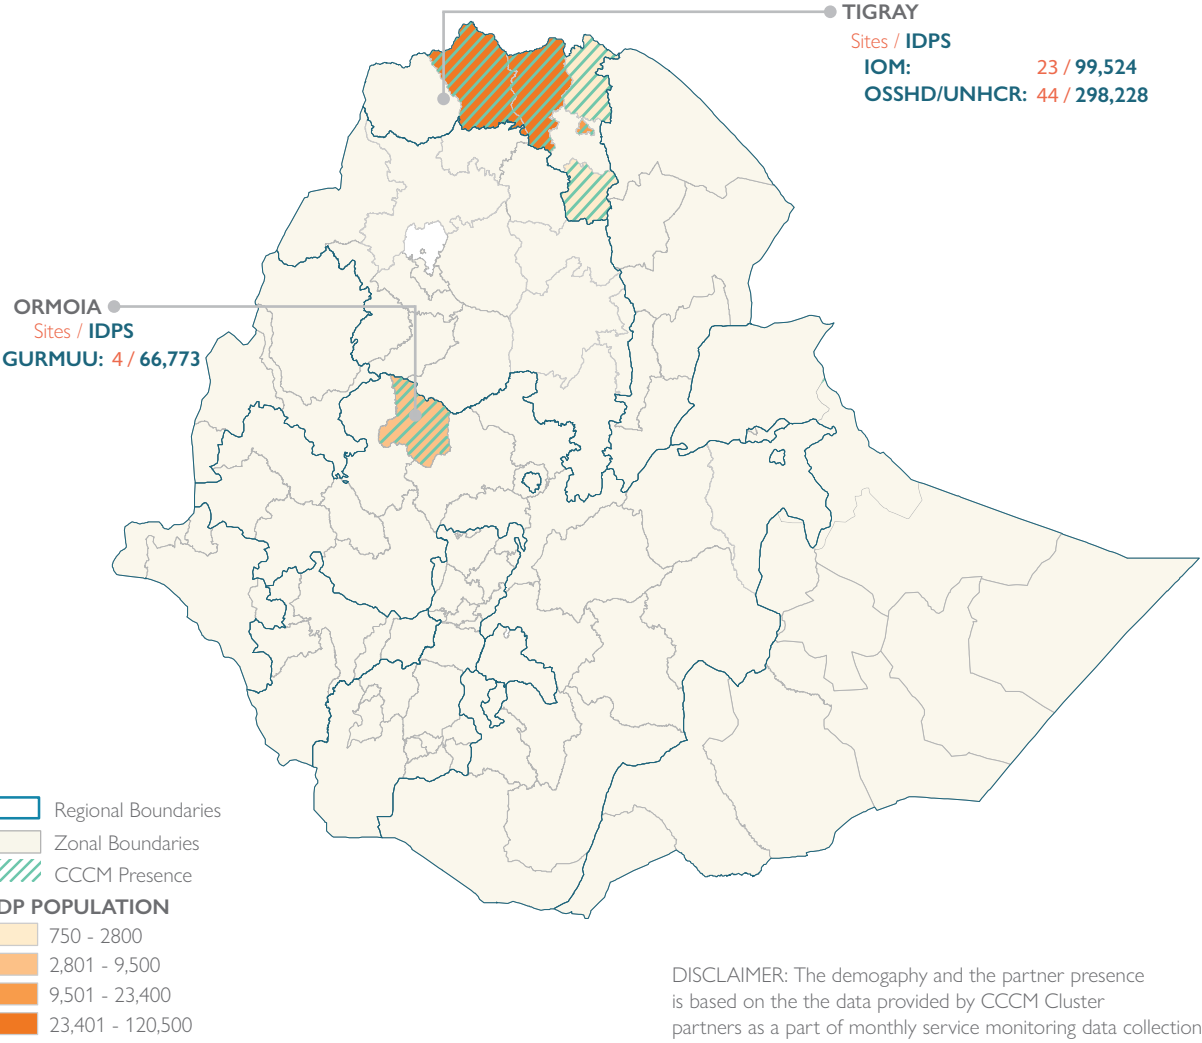 TIGRAY
Sites / IDPS
IOM: 23 / 99,524
OSSHD/UNHCR: 44 / 298,228
ORMOIA
Sites / IDPS
GURMUU: 4 / 66,773
Regional Boundaries
Zonal Boundaries
CCCM Presence
DP POPULATION
750 - 2800
2,801 - 9,500
9,501 - 23,400
23,401 - 120,500
DISCLAIMER: The demogaphy and the partner presence
is based on the the data provided by CCCM Cluster
partners as a part of monthly service monitoring data collection